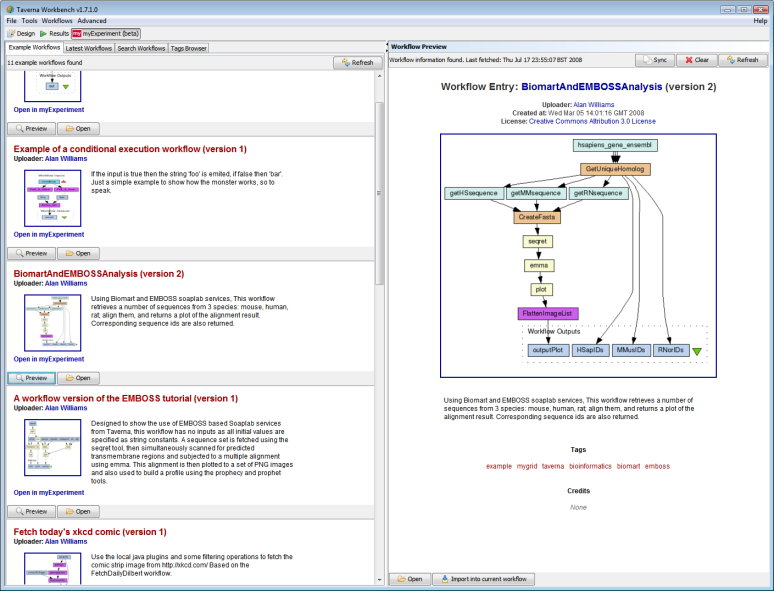 Taverna Workbench v1.7.1.0
File Tools Workflows Advanced Help
Design Results my myExperiment (beta)
Example Workflows Latest Workflows Search Workflows Tags Browser
11 example workflows found Refresh
Workflow Outputs
out
Open in myExperiment
Preview Open
Example of a conditional execution workflow (version 1)
Uploader: Alan Williams
If the input is true then the string 'foo' is emited, if false then 'bar'.
Just a simple example to show how the monster works, so to
speak.
Open in myExperiment
Preview Open
BiomartAndEMBOSSAnalysis (version 2)
Uploader: Alan Williams
Using Biomart and EMBOSS soaplab services, This workflow
retrieves a number of sequences from 3 species: mouse, human,
rat; align them, and returns a plot of the alignment result.
Corresponding sequence ids are also returned.
Open in myExperiment
Preview Open
A workflow version of the EMBOSS tutorial (version 1)
Uploader: Alan Williams
Designed to show the use of EMBOSS based Soaplab services
from Taverna, this workflow has no inputs as all initial values are
specified as string constants. A sequence set is fetched using the
seqret tool, then simultaneously scanned for predicted
transmembrane regions and subjected to a multiple alignment
using emma. This alignment is then plotted to a set of PNG images
and also used to build a profile using the prophecy and prophet
tools.
Open in myExperiment
Preview Open
Fetch today's xkcd comic (version 1)
Uploader: Alan Williams
Use the local java plugins and some filtering operations to fetch the
comic strip image from http://xkcd.com/ Based on the
FetchDailyDilbert workflow.
Workflow Preview
Workflow information found. Last fetched: Thu Jul 17 23:55:07 BST 2008 Sync Clear Refresh
Workflow Entry: BiomartAndEMBOSSAnalysis (version 2)
Uploader: Alan Williams
Created at: Wed Mar 05 14:01:16 GMT 2008
License: Creative Commons Attribution 3.0 License
hsapiens_gene_ensembl
GetUniqueHomolog
getHSsequence getMMsequence getRNsequence
CreateFasta
seqret
emma
plot
FlattenImageList
Workflow Outputs
outputPlot HSapIDs MMusIDs RNorIDs
Using Biomart and EMBOSS soaplab services, This workflow retrieves a number of
sequences from 3 species: mouse, human, rat; align them, and returns a plot of the
alignment result. Corresponding sequence ids are also returned.
Tags
example mygrid taverna bioinformatics biomart emboss
Credits
None
Open Import into current workflow